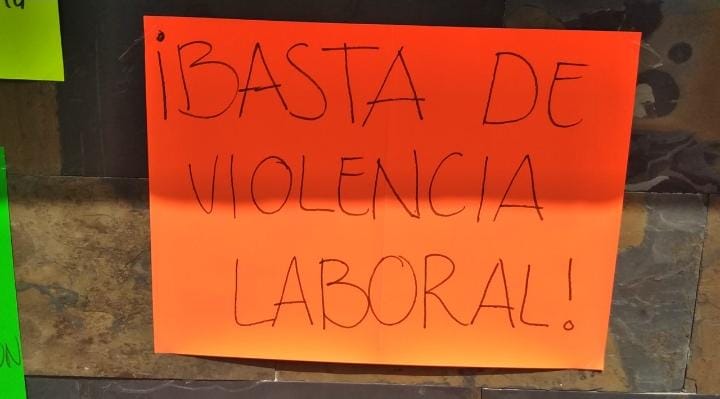 ¡BASTA DE
VIOLENCIA
LABORAL!